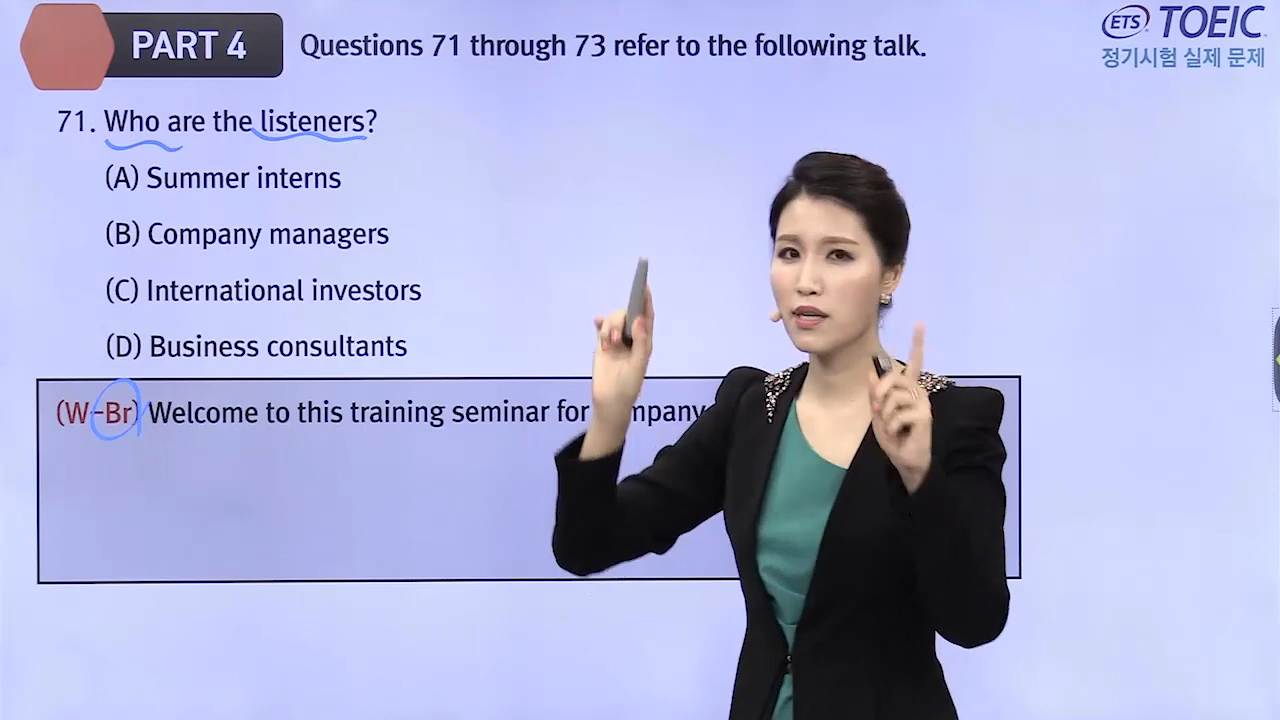 PART 4
Questions 71 through 73 refer to the following talk.
ETS TOEIC
정기시험 실제 문제
71. Who are the listeners?
(A) Summer interns
(B) Company managers
(C) International investors
(D) Business consultants
(W-Br) Welcome to this training seminar for